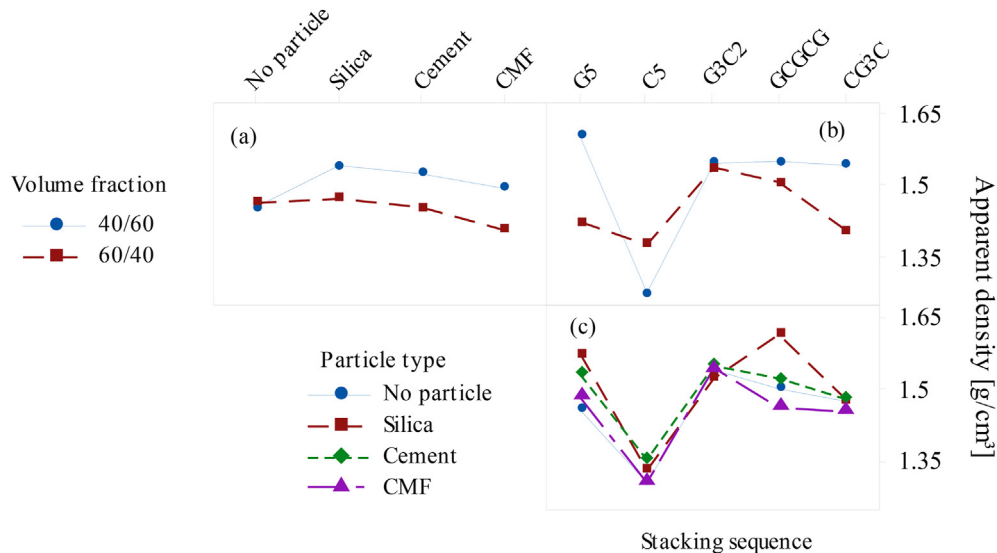 No particle
Silica
Cement
CMF
G5
C5
G3C2
GCGCG
CG3C
(a)
(b)
1.65
1.5
1.35
Volume fraction
40/60
60/40
Apparent density [g/cm³]
(c)
1.65
1.5
1.35
Particle type
No particle
Silica
Cement
CMF
Stacking sequence